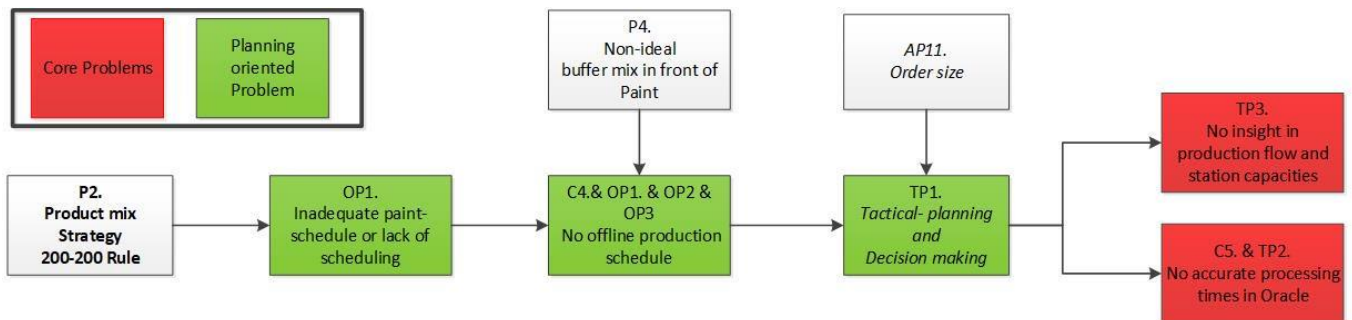 Core Problems
Planning
oriented
Problem
P4.
Non-ideal
buffer mix in front of
Paint
AP11.
Order size
P2.
Product mix
Strategy
200-200 Rule
OP1.
Inadequate paint-
schedule or lack of
scheduling
C4.& OP1. & OP2 &
OP3
No offline production
schedule
TP1.
Tactical- planning
and
Decision making
TP3.
No insight in
production flow and
station capacities
C5. & TP2.
No accurate processing
times in Oracle